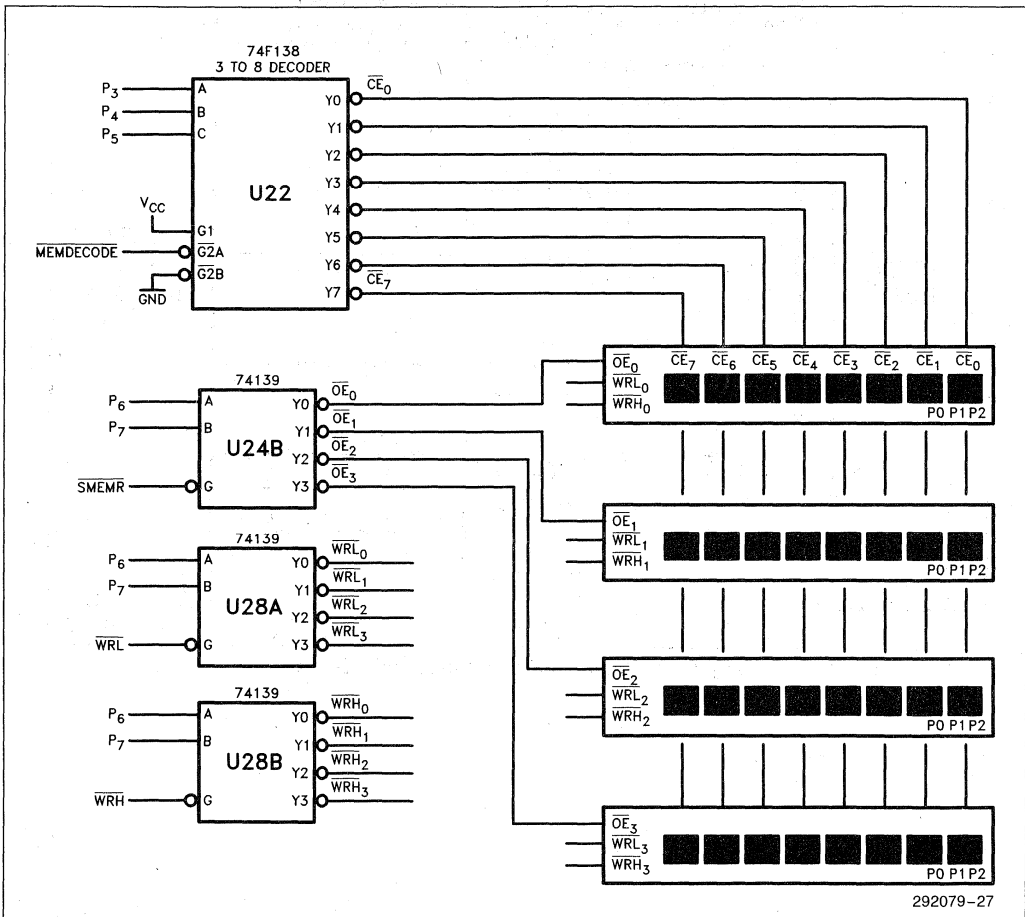 74F138
3 TO 8 DECODER
P3 A
P4 B
P5 C
VCC
G1
MEMDECODE G2A
G2B
GND
U22
Y0 CE0
Y1
Y2
Y3
Y4
Y5
Y6
Y7 CE7
74139
P6 A
P7 B
SMEMR G
U24B
Y0 OE0
Y1 OE1
Y2 OE2
Y3 OE3
74139
P6 A
P7 B
WRL G
U28A
Y0 WRL0
Y1 WRL1
Y2 WRL2
Y3 WRL3
74139
P6 A
P7 B
WRH G
U28B
Y0 WRH0
Y1 WRH1
Y2 WRH2
Y3 WRH3
OE0 CE7 CE6 CE5 CE4 CE3 CE2 CE1 CE0
WRL0
WRH0
P0 P1 P2
OE1
WRL1
WRH1
P0 P1 P2
OE2
WRL2
WRH2
P0 P1 P2
OE3
WRL3
WRH3
P0 P1 P2
292079-27